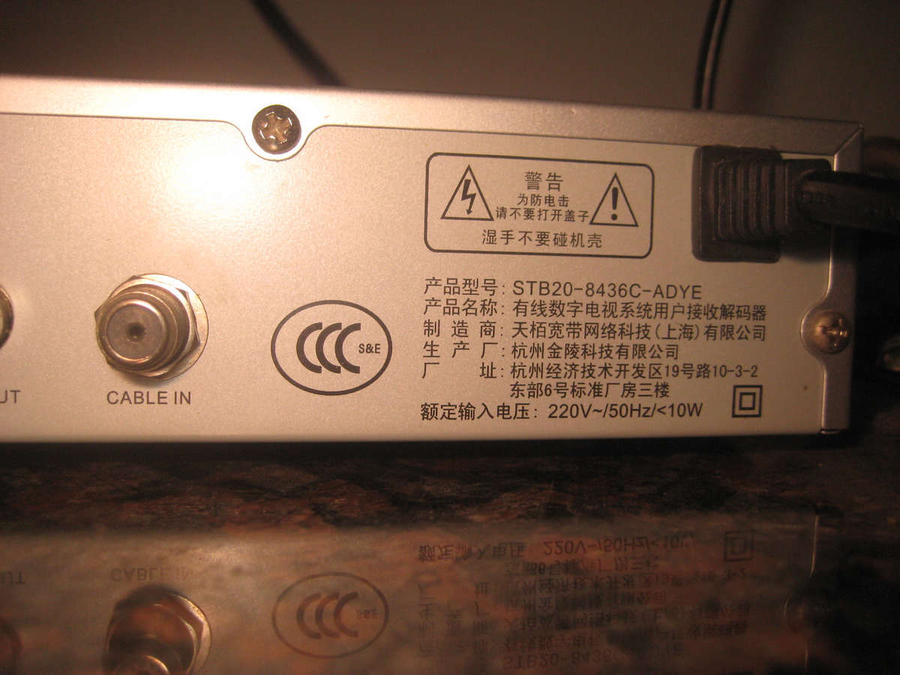 警告
为防电击
请不要打开盖子
湿手不要碰机壳
产品型号: STB20-8436C-ADYE
产品名称: 有线数字电视系统用户接收解码器
制造商: 天栢宽带网络科技(上海)有限公司
生产厂: 杭州金陵科技有限公司
厂址: 杭州经济技术开发区19号路10-3-2
东部6号标准厂房三楼
额定输入电压: 220V~/50Hz/<10W
CCC S&E
UT
CABLE IN